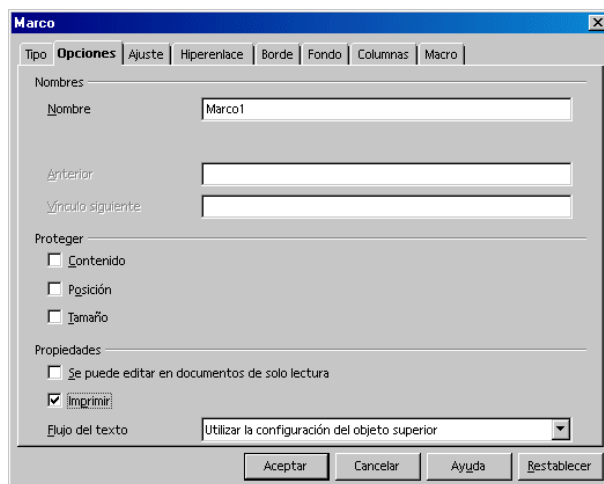 Marco
Tipo Opciones Ajuste Hiperenlace Borde Fondo Columnas Macro
Nombres
Nombre Marco1
Anterior
Vínculo siguiente
Proteger
Contenido
Posición
Tamaño
Propiedades
Se puede editar en documentos de solo lectura
Imprimir
Flujo del texto Utilizar la configuración del objeto superior
Aceptar Cancelar Ayuda Restablecer